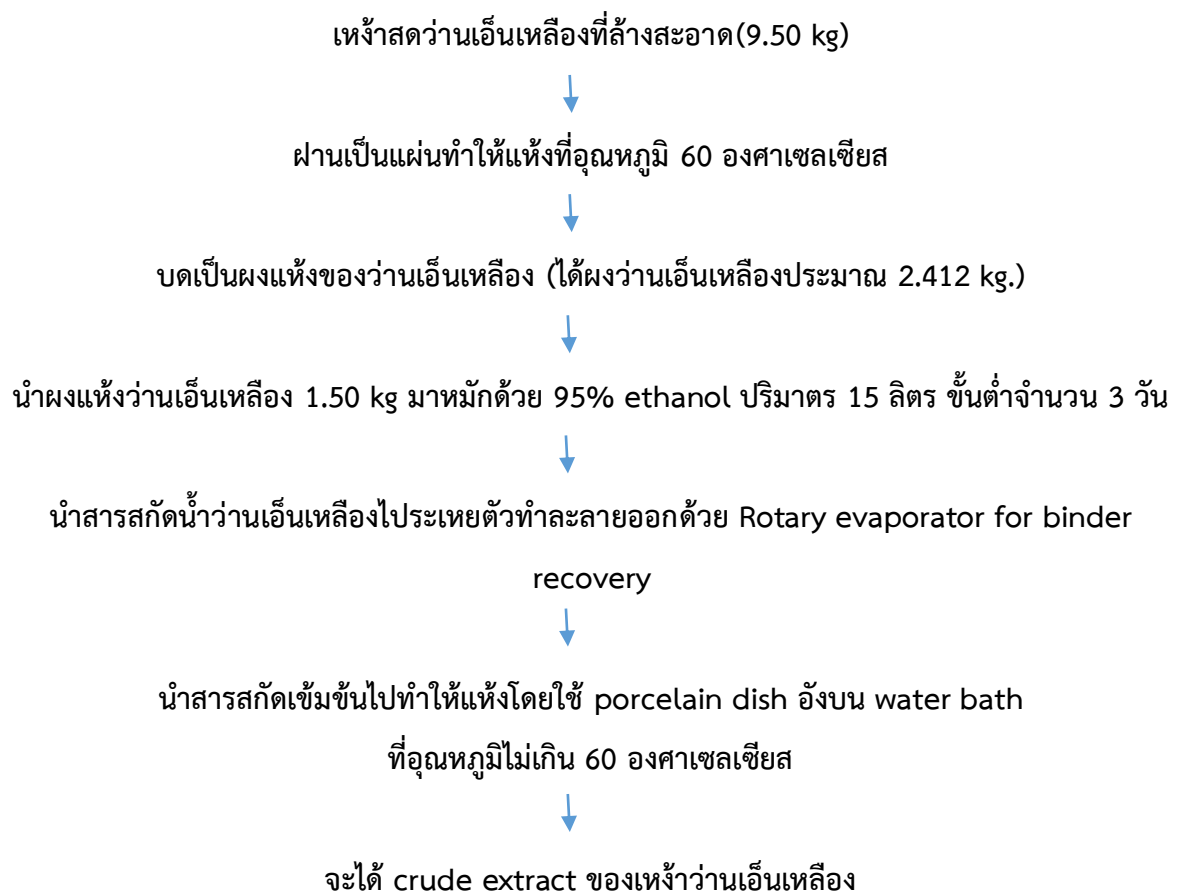 เหง้าสดว่านเอ็นเหลืองที่ล้างสะอาด(9.50 kg)
ฝานเป็นแผ่นทำให้แห้งที่อุณหภูมิ 60 องศาเซลเซียส
บดเป็นผงแห้งของว่านเอ็นเหลือง (ได้ผงว่านเอ็นเหลืองประมาณ 2.412 kg.)
นำผงแห้งว่านเอ็นเหลือง 1.50 kg มาหมักด้วย 95% ethanol ปริมาตร 15 ลิตร ขั้นต่ำจำนวน 3 วัน
นำสารสกัดน้ำว่านเอ็นเหลืองไประเหยตัวทำละลายออกด้วย Rotary evaporator for binder
recovery
นำสารสกัดเข้มข้นไปทำให้แห้งโดยใช้ porcelain dish อังบน water bath
ที่อุณหภูมิไม่เกิน 60 องศาเซลเซียส
จะได้ crude extract ของเหง้าว่านเอ็นเหลือง